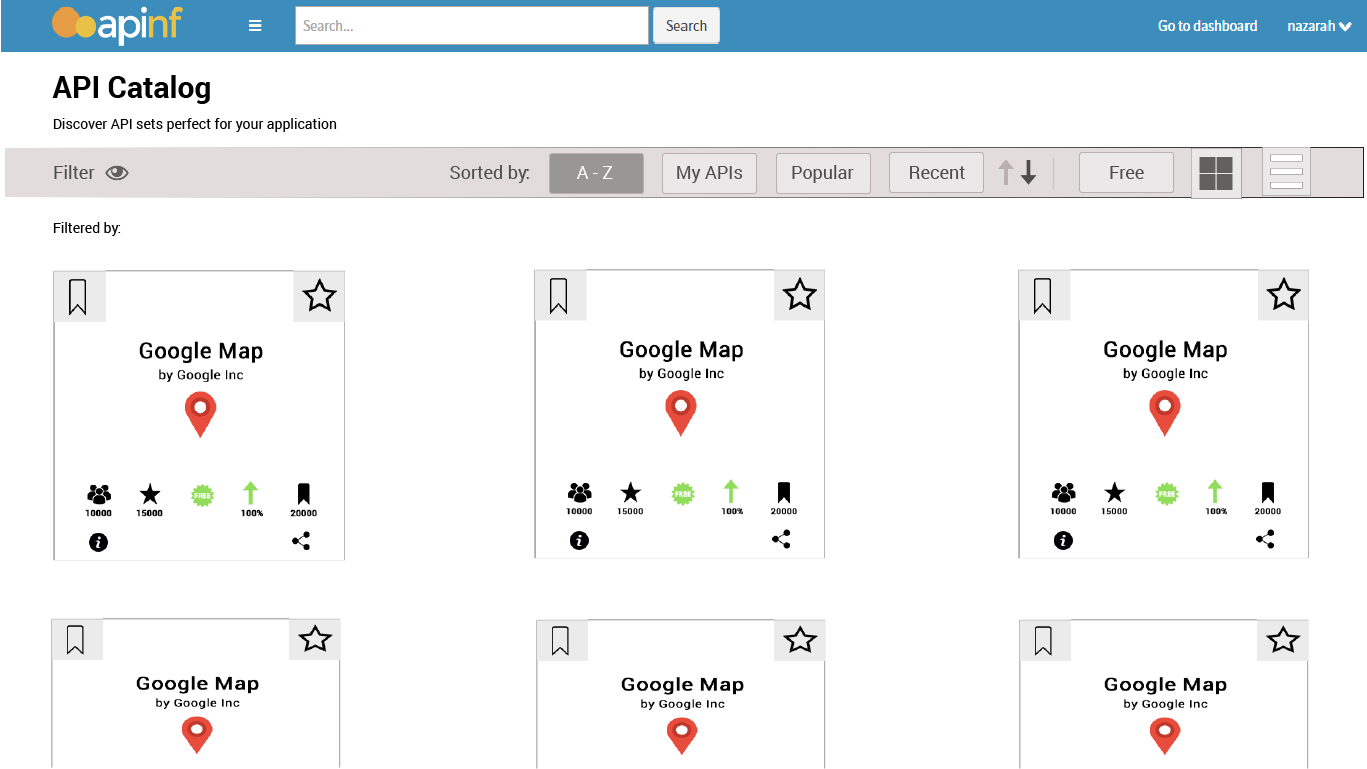 apinf Search... Search Go to dashboard nazarah
API Catalog
Discover API sets perfect for your application
Filter Sorted by: A - Z My APIs Popular Recent Free
Filtered by:
Google Map Google Map Google Map
by Google Inc by Google Inc by Google Inc
FREE FREE FREE
10000 15000 100% 20000 10000 15000 100% 20000 10000 15000 100% 20000
i i i
Google Map Google Map Google Map
by Google Inc by Google Inc by Google Inc